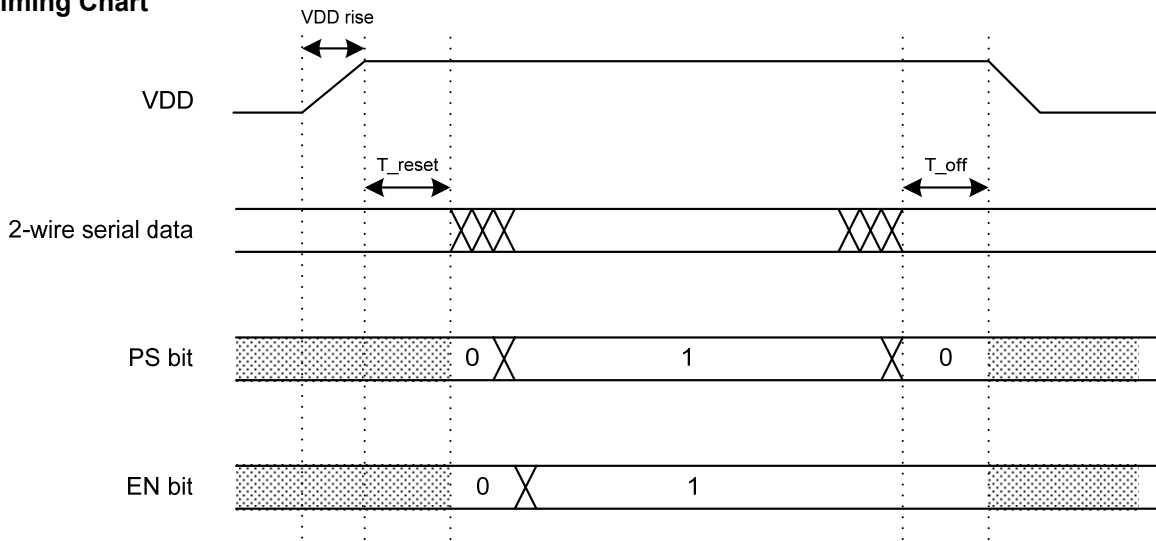 iming Chart
VDD rise
VDD
T_reset
T_off
2-wire serial data
PS bit
0
1
0
EN bit
0
1